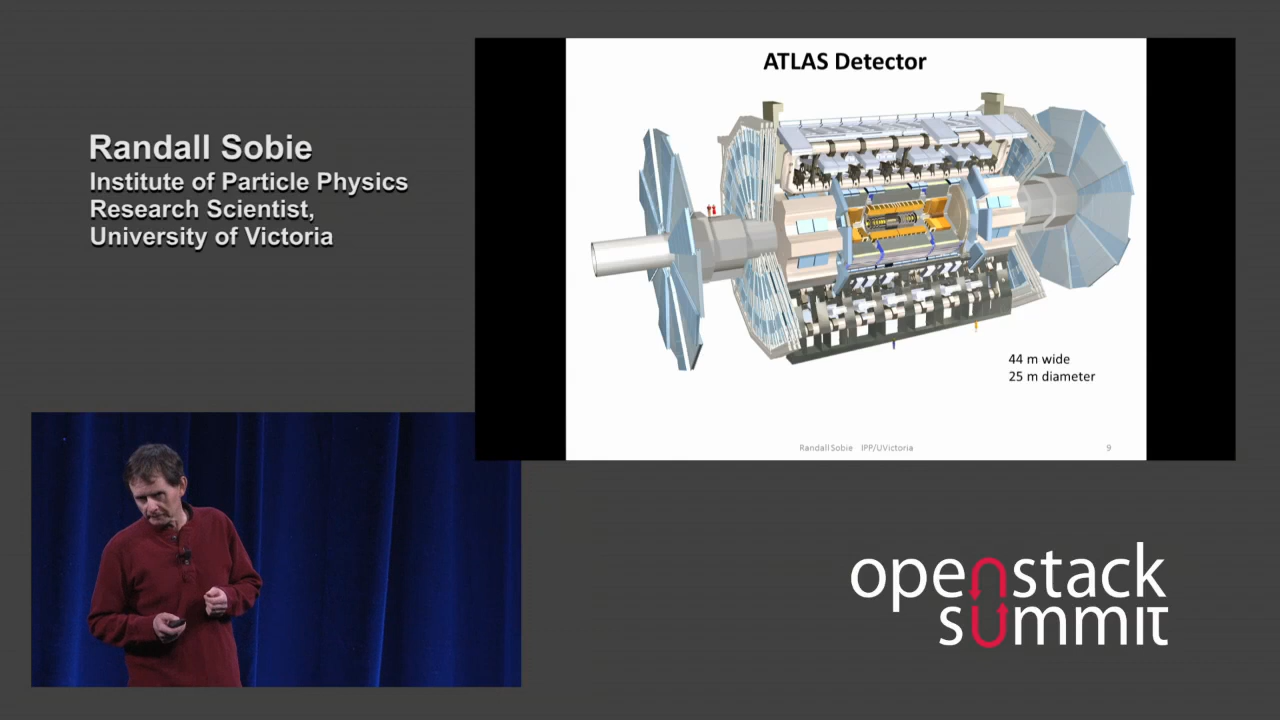 Randall Sobie
Institute of Particle Physics
Research Scientist,
University of Victoria
ATLAS Detector
44 m wide
25 m diameter
Randall Sobie IPP/UVictoria
9
openstack
summit